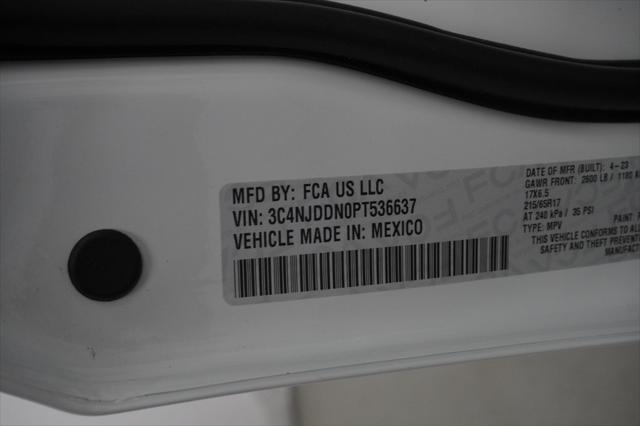 MFD BY: FCA US LLC
VIN: 3C4NJDDN0PT536637
VEHICLE MADE IN: MEXICO
DATE OF MFR (BUILT): 4-23
GAWR FRONT: 2600 LB / 1180
17X6.5
215/65R17
AT 240 kPa / 35 PSI
TYPE: MPV
PAINT
THIS VEHICLE CONFORMS TO
SAFETY AND THEFT